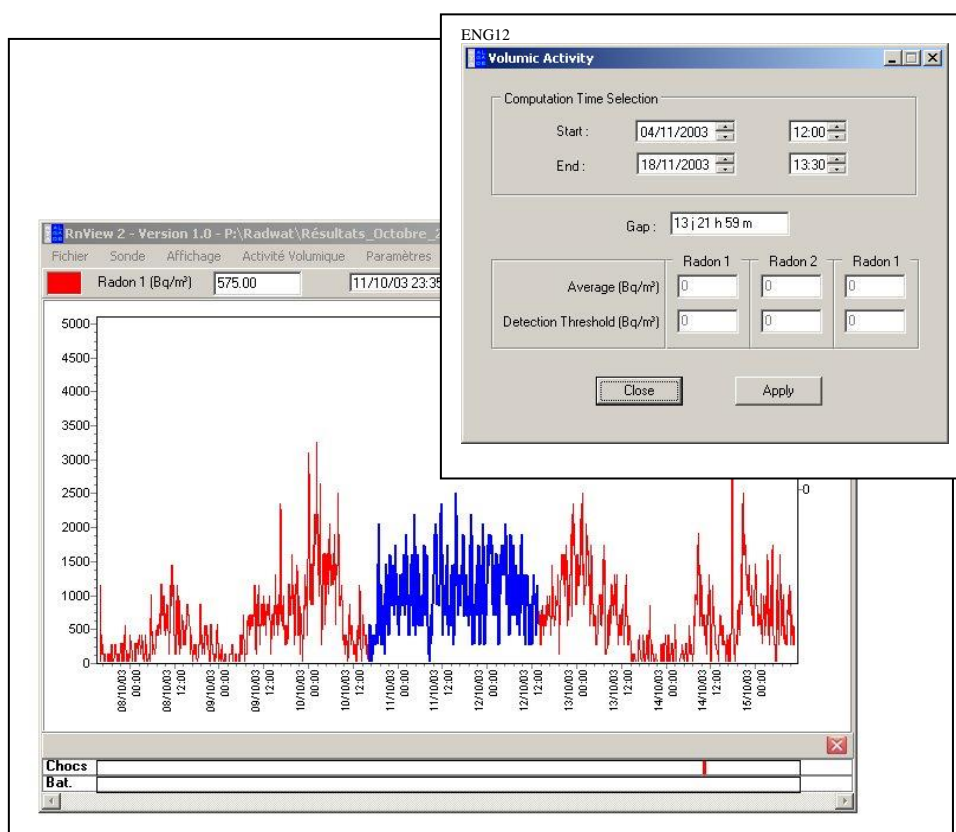 ENG12
Volumic Activity
Computation Time Selection
Start : 04/11/2003 12:00
End : 18/11/2003 13:30
Gap : 13 j 21 h 59 m
Radon 1 Radon 2 Radon 1
Average (Bq/m³) 0 0 0
Detection Threshold (Bq/m³) 0 0 0
Close Apply
RnView 2 - Version 1.0 - P:\Radwat\Résultats_Octobre_2
Fichier Sonde Affichage Activité Volumique Paramètres
Radon 1 (Bq/m³) 575.00 11/10/03 23:35
5000
4500
4000
3500
3000
2500
2000
1500
1000
500
0
0
08/10/03 00:00
08/10/03 12:00
09/10/03 00:00
09/10/03 12:00
10/10/03 00:00
10/10/03 12:00
11/10/03 00:00
11/10/03 12:00
12/10/03 00:00
12/10/03 12:00
13/10/03 00:00
13/10/03 12:00
14/10/03 00:00
14/10/03 12:00
15/10/03 00:00
Chocs
Bat.